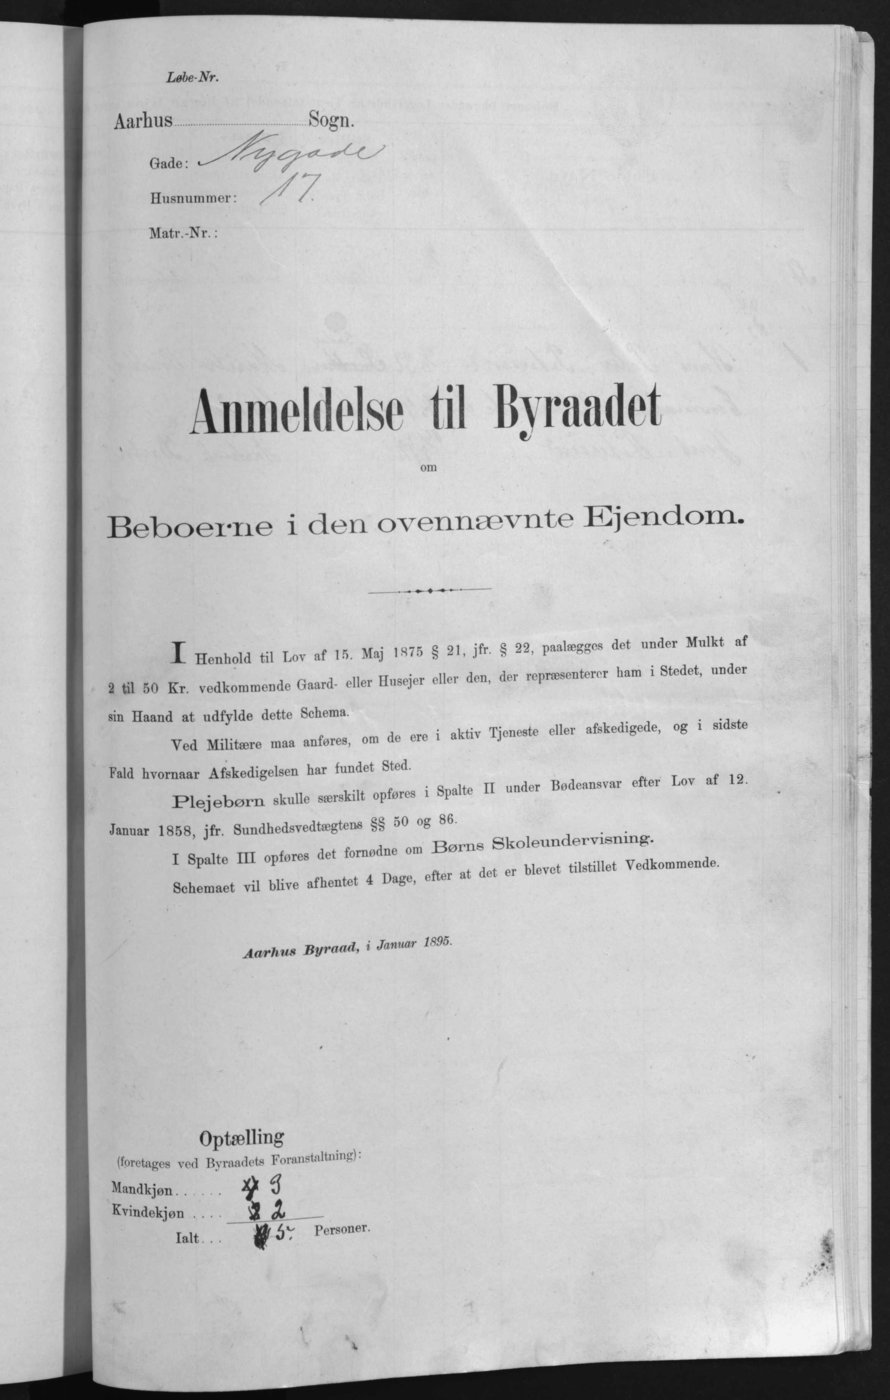 Løbe-Nr.
Aarhus Sogn.
Gade: Nygade
Husnummer: 17.
Matr.-Nr.:
Anmeldelse til Byraadet
om
Beboerne i den ovennævnte Ejendom.
I Henhold til Lov af 15. Maj 1875 § 21, jfr. § 22, paalægges det under Mulkt af
2 til 50 Kr. vedkommende Gaard- eller Husejer eller den, der repræsenterer ham i Stedet, under
sin Haand at udfylde dette Schema.
Ved Militære maa anføres, om de ere i aktiv Tjeneste eller afskedigede, og i sidste
Fald hvornaar Afskedigelsen har fundet Sted.
Plejebørn skulle særskilt opføres i Spalte II under Bødeansvar efter Lov af 12.
Januar 1858, jfr. Sundhedsvedtægtens §§ 50 og 86.
I Spalte III opføres det fornødne om Børns Skoleundervisning.
Schemaet vil blive afhentet 4 Dage, efter at det er blevet tilstillet Vedkommende.
Aarhus Byraad, i Januar 1895.
Optælling
(foretages ved Byraadets Foranstaltning):
Mandkjøn...... 3
Kvindekjøn .... 2
Ialt... 5. Personer.